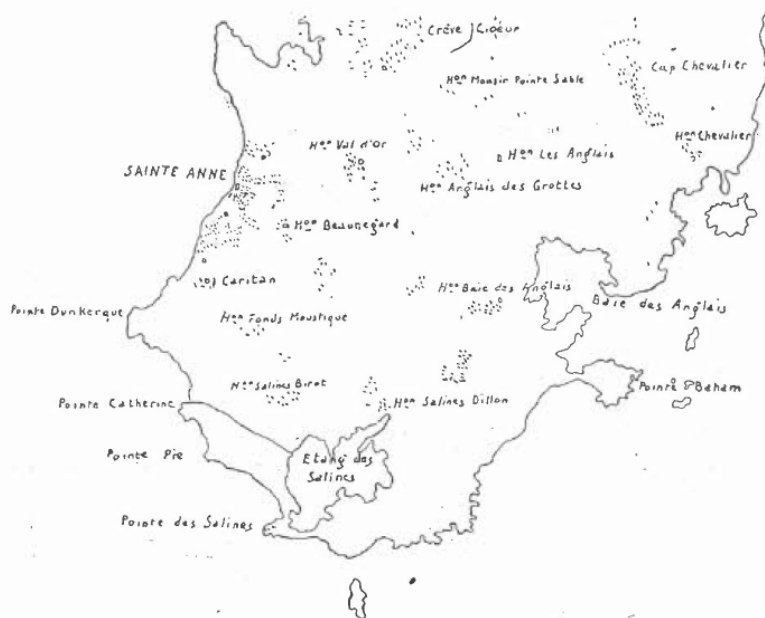 Crève Coeur
Hon Monsir Pointe Sable
Cap Chevalier
Hon Chevalier
Hon Val d'Or
Hon Les Anglais
SAINTE ANNE
Hon Anglais des Grottes
Hon Beauregard
Caritan
Hon Baie des Anglais
Baie des Anglais
Pointe Dunkerque
Hon Fonds Moustique
Hon Salines Birot
Pointe Baham
Pointe Catherine
Hon Salines Dillon
Pointe Pie
Etang des
Salines
Pointe des Salines